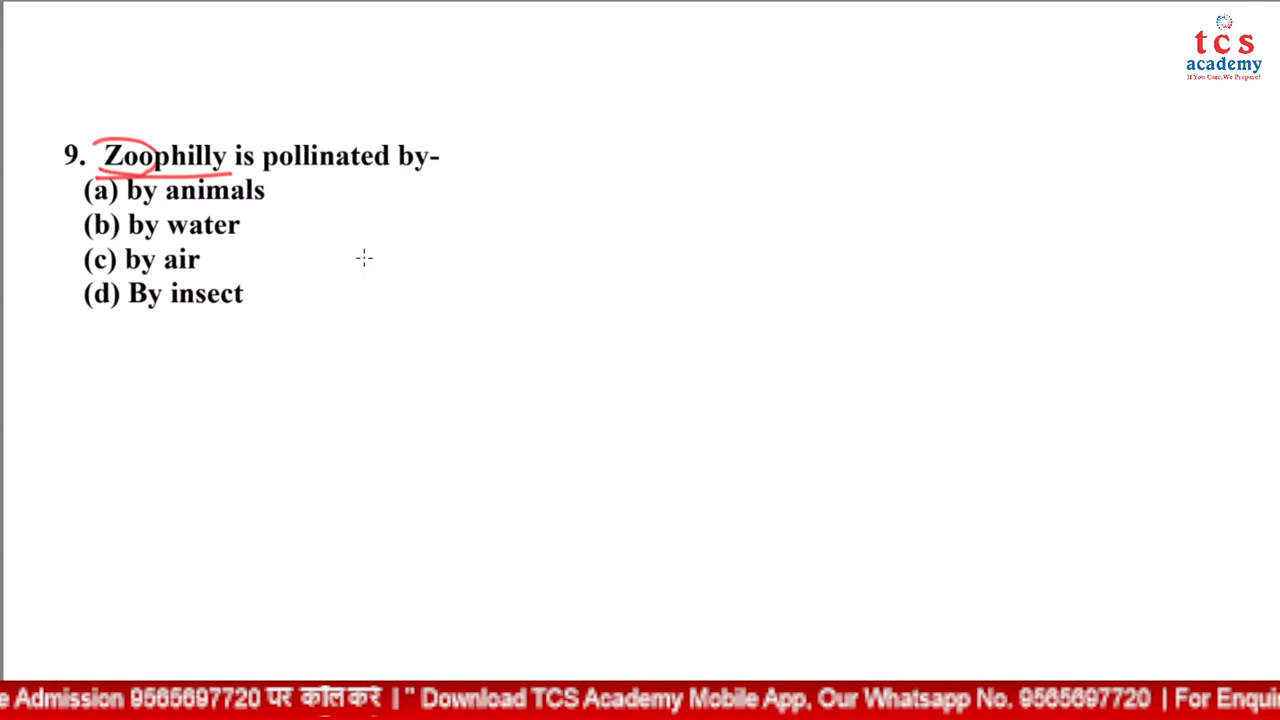 tcs
academy
If You Care,We Prepare!
9. Zoophilly is pollinated by-
(a) by animals
(b) by water
(c) by air
(d) By insect
e Admission 9565697720 पर कॉल करें | " Download TCS Academy Mobile App, Our Whatsapp No. 9565697720 | For Enqui